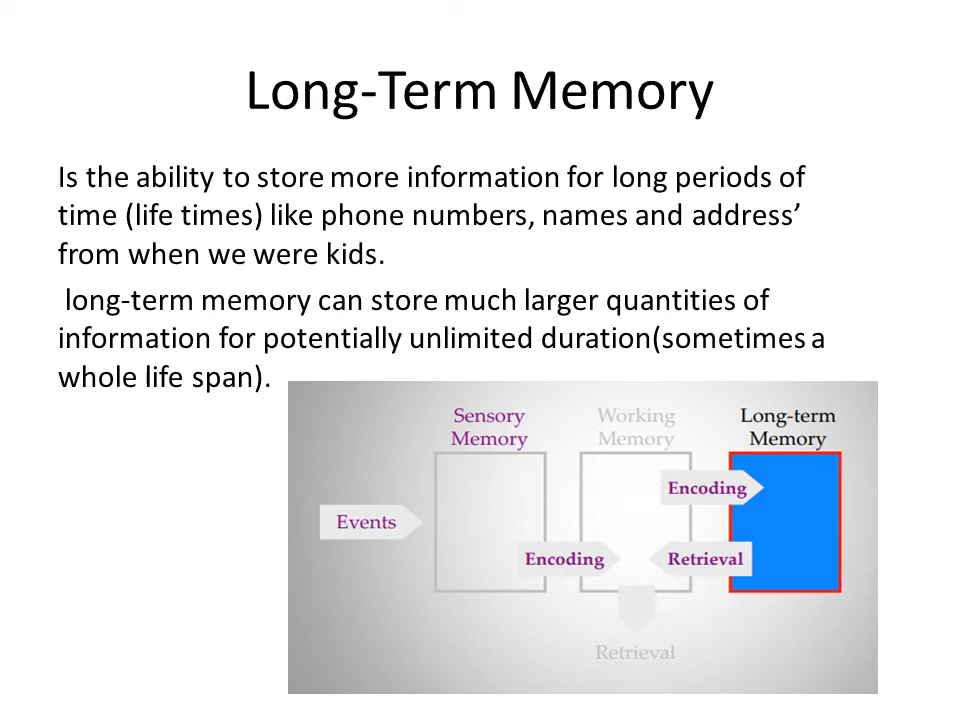 Long-Term Memory
Is the ability to store more information for long periods of
time (life times) like phone numbers, names and address’
from when we were kids.
long-term memory can store much larger quantities of
information for potentially unlimited duration(sometimes a
whole life span).
Sensory
Memory
Working
Memory
Long-term
Memory
Encoding
Events
Encoding
Retrieval
Retrieval